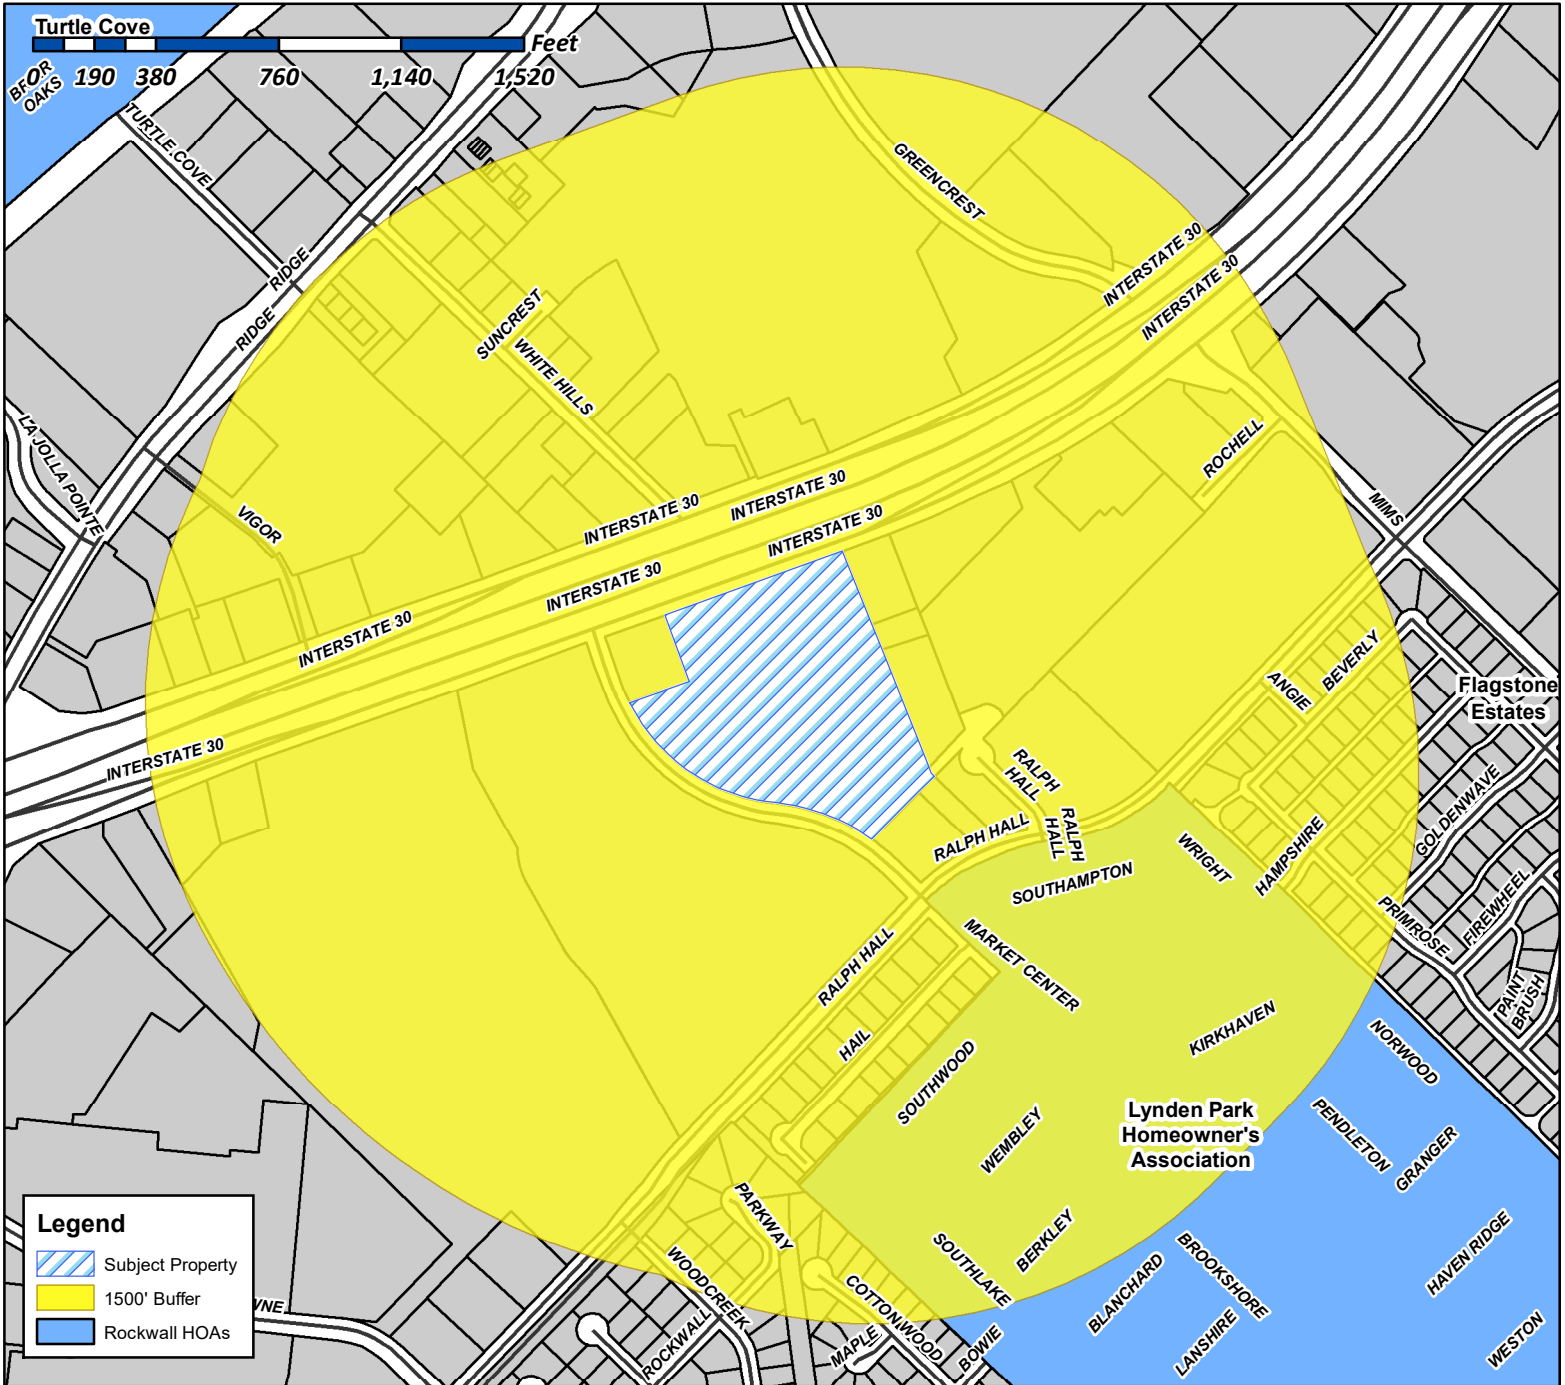 Turtle Cove
Feet
0 190 380 760 1,140 1,520
OAKS
TURTLE COVE
GREENCREST
RIDGE
RIDGE
INTERSTATE 30
INTERSTATE 30
SUNCREST
WHITE HILLS
LA JOLLA POINTE
ROCHELL
VIGOR
MIMS
INTERSTATE 30
INTERSTATE 30
INTERSTATE 30
INTERSTATE 30
INTERSTATE 30
INTERSTATE 30
BEVERLY
ANGIE
Flagstone
Estates
RALPH
HALL
RALPH
HALL
RALPH HALL
GOLDENWAVE
WRIGHT
HAMPSHIRE
SOUTHAMPTON
FIREWHEEL
PRIMROSE
MARKET CENTER
RALPH HALL
PAINT
BRUSH
HAIL
KIRKHAVEN
NORWOOD
SOUTHWOOD
WEMBLEY
Lynden Park
Homeowner's
Association
PENDLETON
GRANGER
PARKWAY
BERKLEY
SOUTHLAKE
WOODCREEK
BROOKSHORE
BLANCHARD
HAVEN RIDGE
COTTONWOOD
ROCKWALL
MAPLE
BOWIE
LANSHIRE
WESTON
Legend
Subject Property
1500' Buffer
Rockwall HOAs